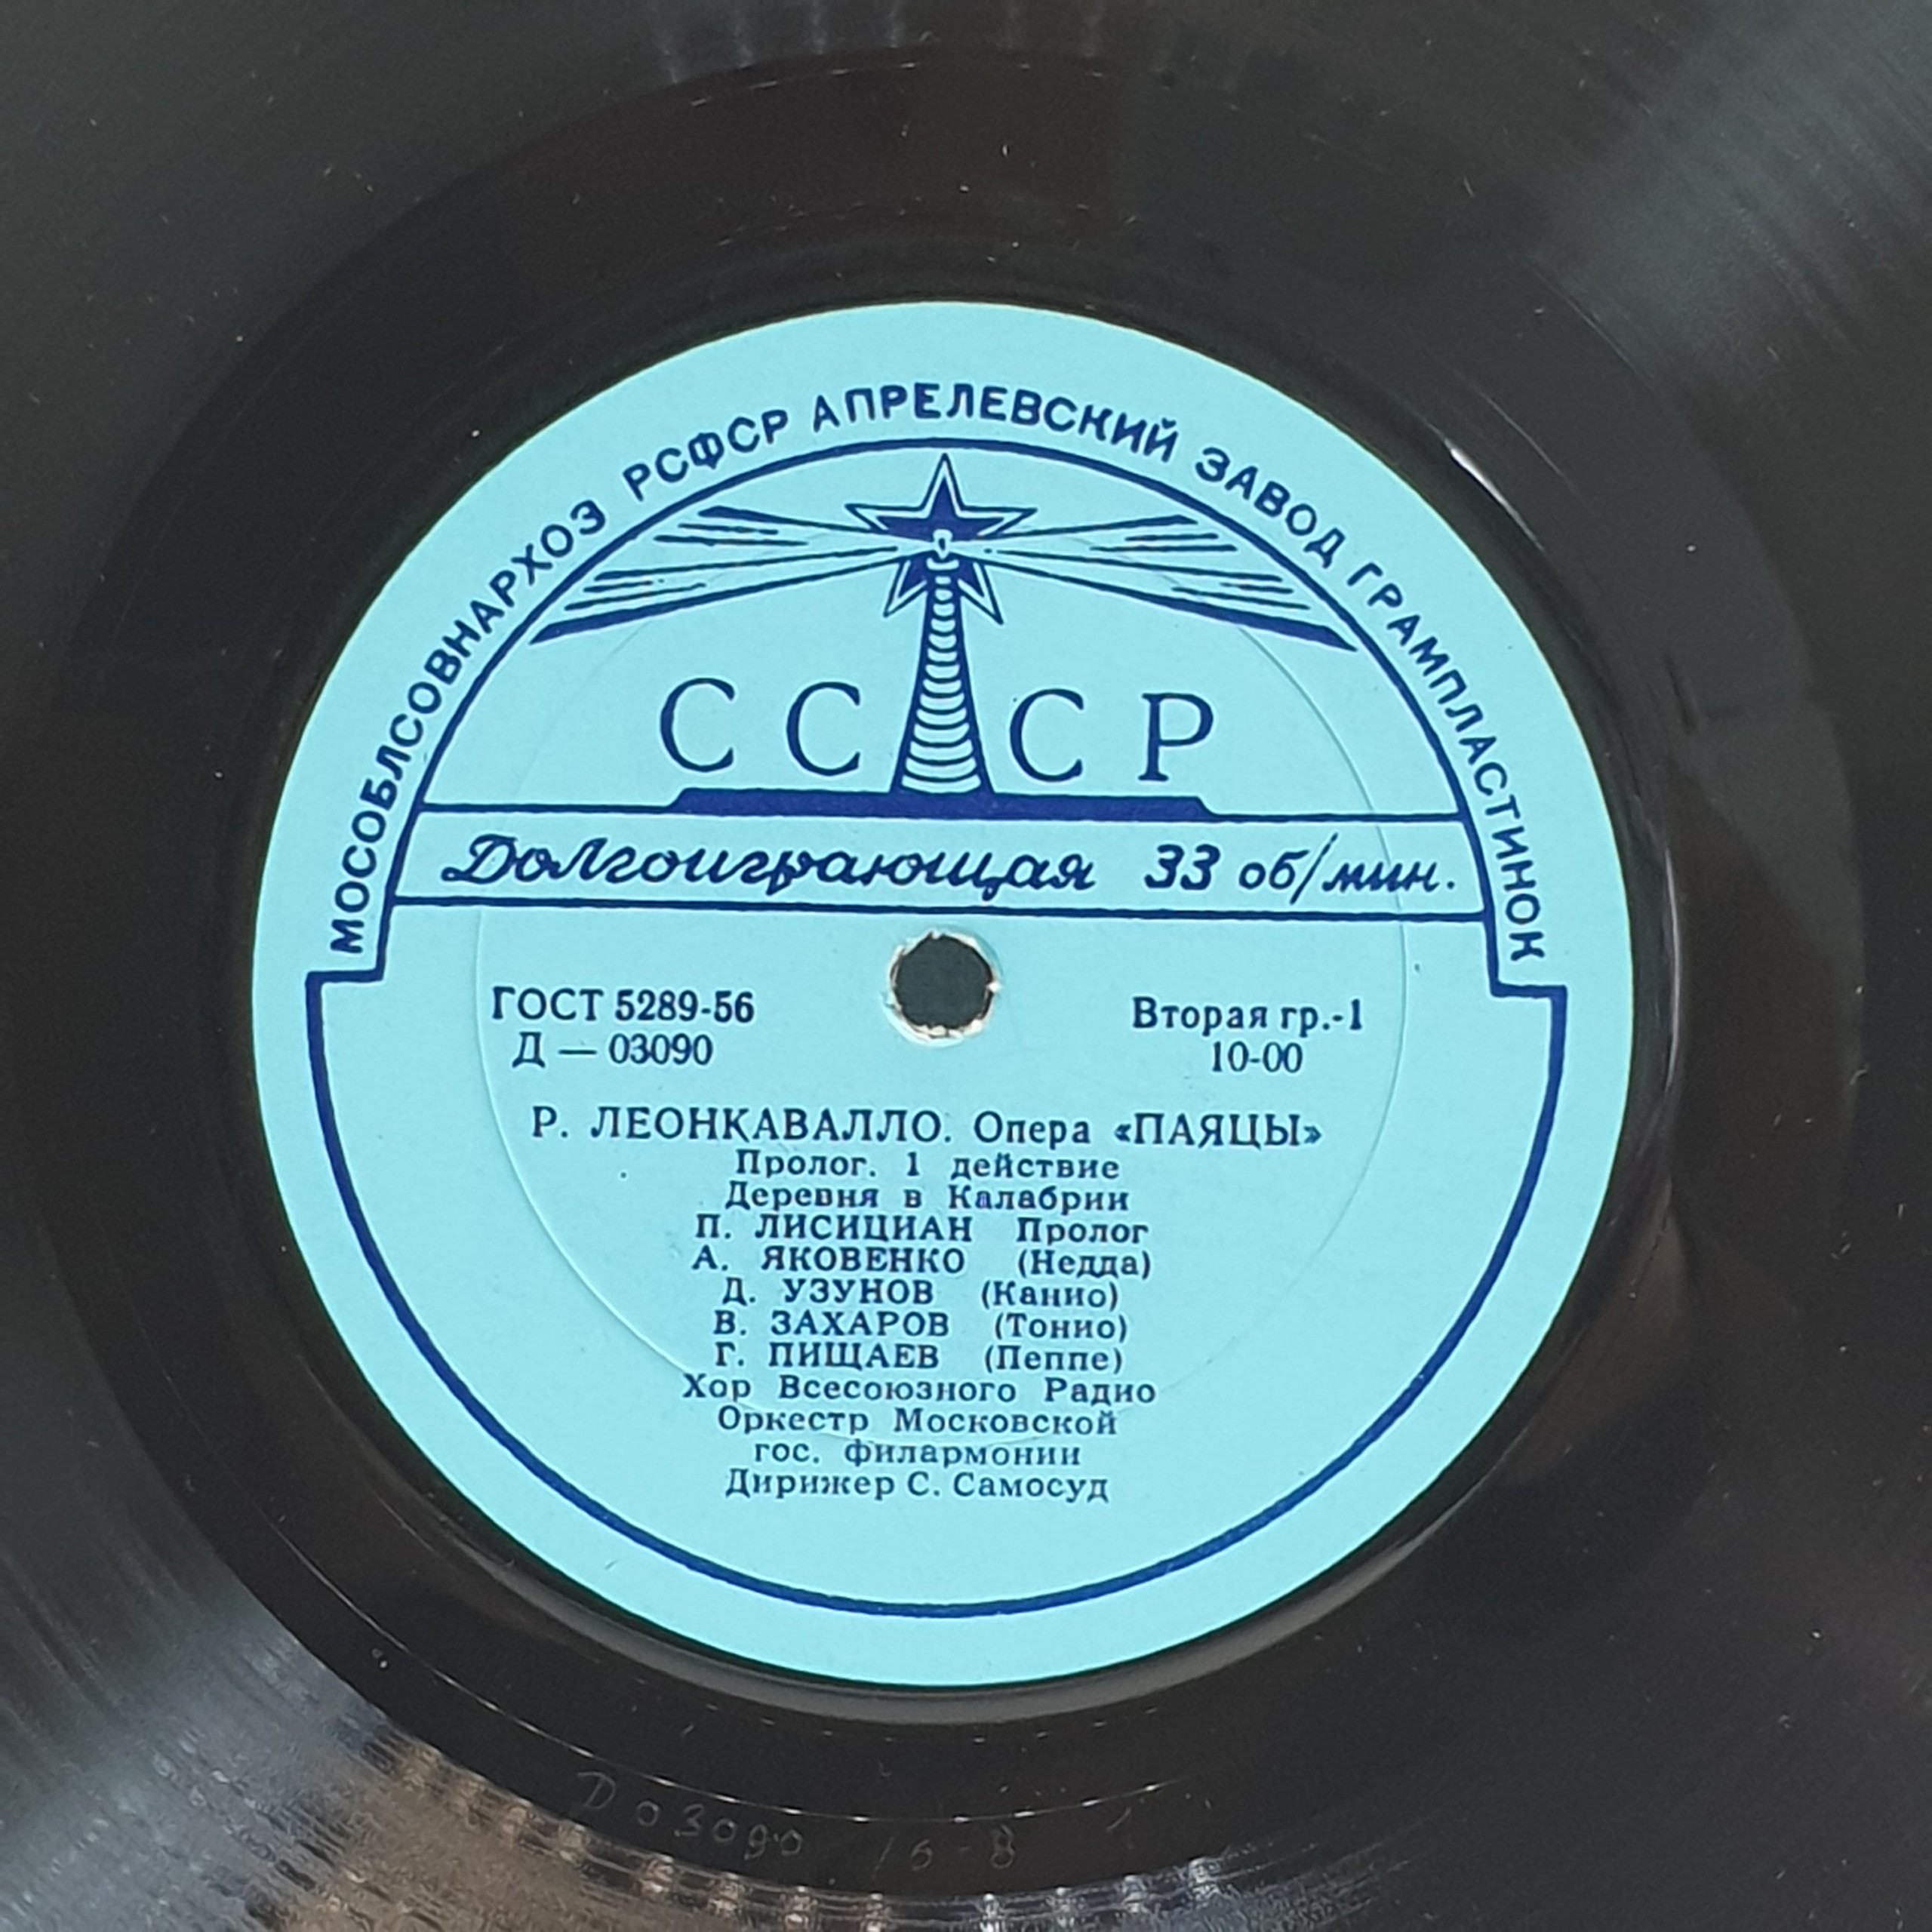 МОСОБЛСОВНАРХОЗ РСФСР АПРЕЛЕВСКИЙ ЗАВОД ГРАМПЛАСТИНОК
СССР
Долгоиграющая 33 об/мин.
ГОСТ 5289-56
Д — 03090
Вторая гр.-1
10-00
Р. ЛЕОНКАВАЛЛО. Опера «ПАЯЦЫ»
Пролог. 1 действие
Деревня в Калабрии
П. ЛИСИЦИАН Пролог
А. ЯКОВЕНКО (Недда)
Д. УЗУНОВ (Канио)
В. ЗАХАРОВ (Тонио)
Г. ПИЩАЕВ (Пеппе)
Хор Всесоюзного Радио
Оркестр Московской
гос. филармонии
Дирижер С. Самосуд
Д 03090